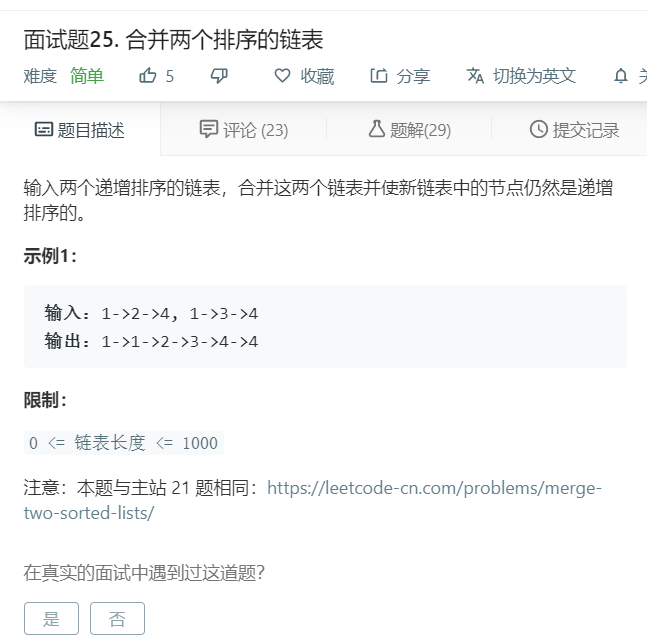 面试题25. 合并两个排序的链表
难度 简单 5 收藏 分享 切换为英文
题目描述 评论 (23) 题解(29) 提交记录
输入两个递增排序的链表，合并这两个链表并使新链表中的节点仍然是递增
排序的。
示例1：
输入：1->2->4, 1->3->4
输出：1->1->2->3->4->4
限制：
0 <= 链表长度 <= 1000
注意：本题与主站 21 题相同：https://leetcode-cn.com/problems/merge-
two-sorted-lists/
在真实的面试中遇到过这道题？
是 否